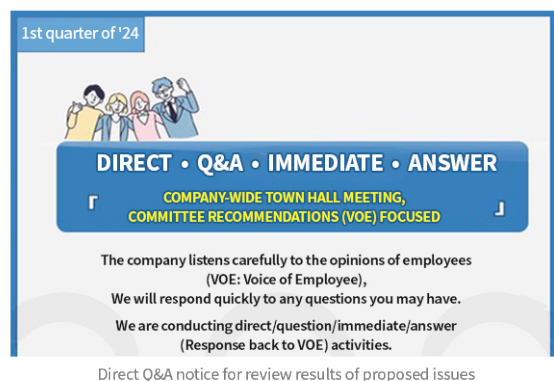 1st quarter of '24
DIRECT • Q&A • IMMEDIATE • ANSWER
「 COMPANY-WIDE TOWN HALL MEETING,
COMMITTEE RECOMMENDATIONS (VOE) FOCUSED 」
The company listens carefully to the opinions of employees
(VOE: Voice of Employee),
We will respond quickly to any questions you may have.
We are conducting direct/question/immediate/answer
(Response back to VOE) activities.
Direct Q&A notice for review results of proposed issues